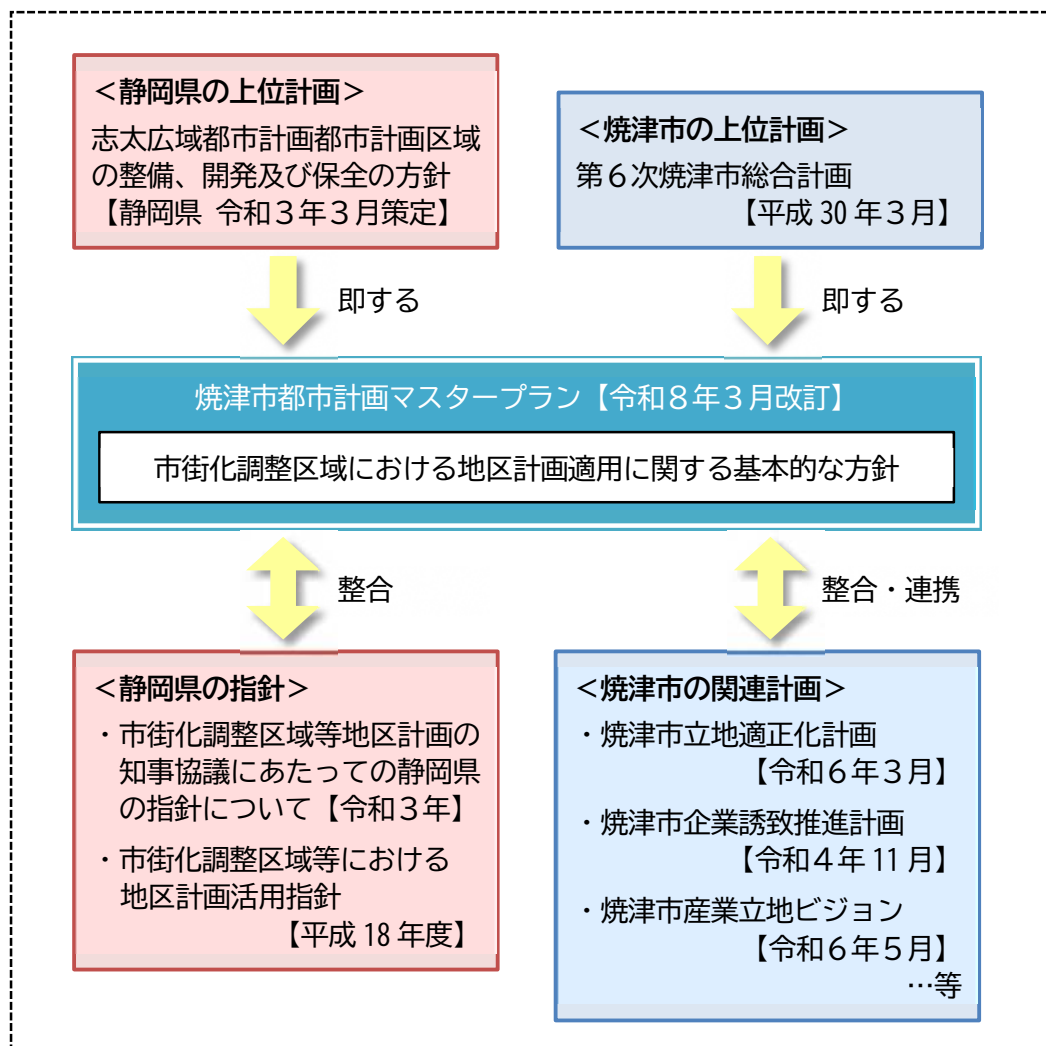 ＜静岡県の上位計画＞
志太広域都市計画都市計画区域
の整備、開発及び保全の方針
【静岡県 令和３年３月策定】
＜焼津市の上位計画＞
第６次焼津市総合計画
【平成 30 年３月】
即する
即する
焼津市都市計画マスタープラン【令和８年３月改訂】
市街化調整区域における地区計画適用に関する基本的な方針
整合
整合・連携
＜静岡県の指針＞
・市街化調整区域等地区計画の
知事協議にあたっての静岡県
の指針について【令和３年】
・市街化調整区域等における
地区計画活用指針
【平成 18 年度】
＜焼津市の関連計画＞
・焼津市立地適正化計画
【令和６年３月】
・焼津市企業誘致推進計画
【令和４年 11 月】
・焼津市産業立地ビジョン
【令和６年５月】
…等